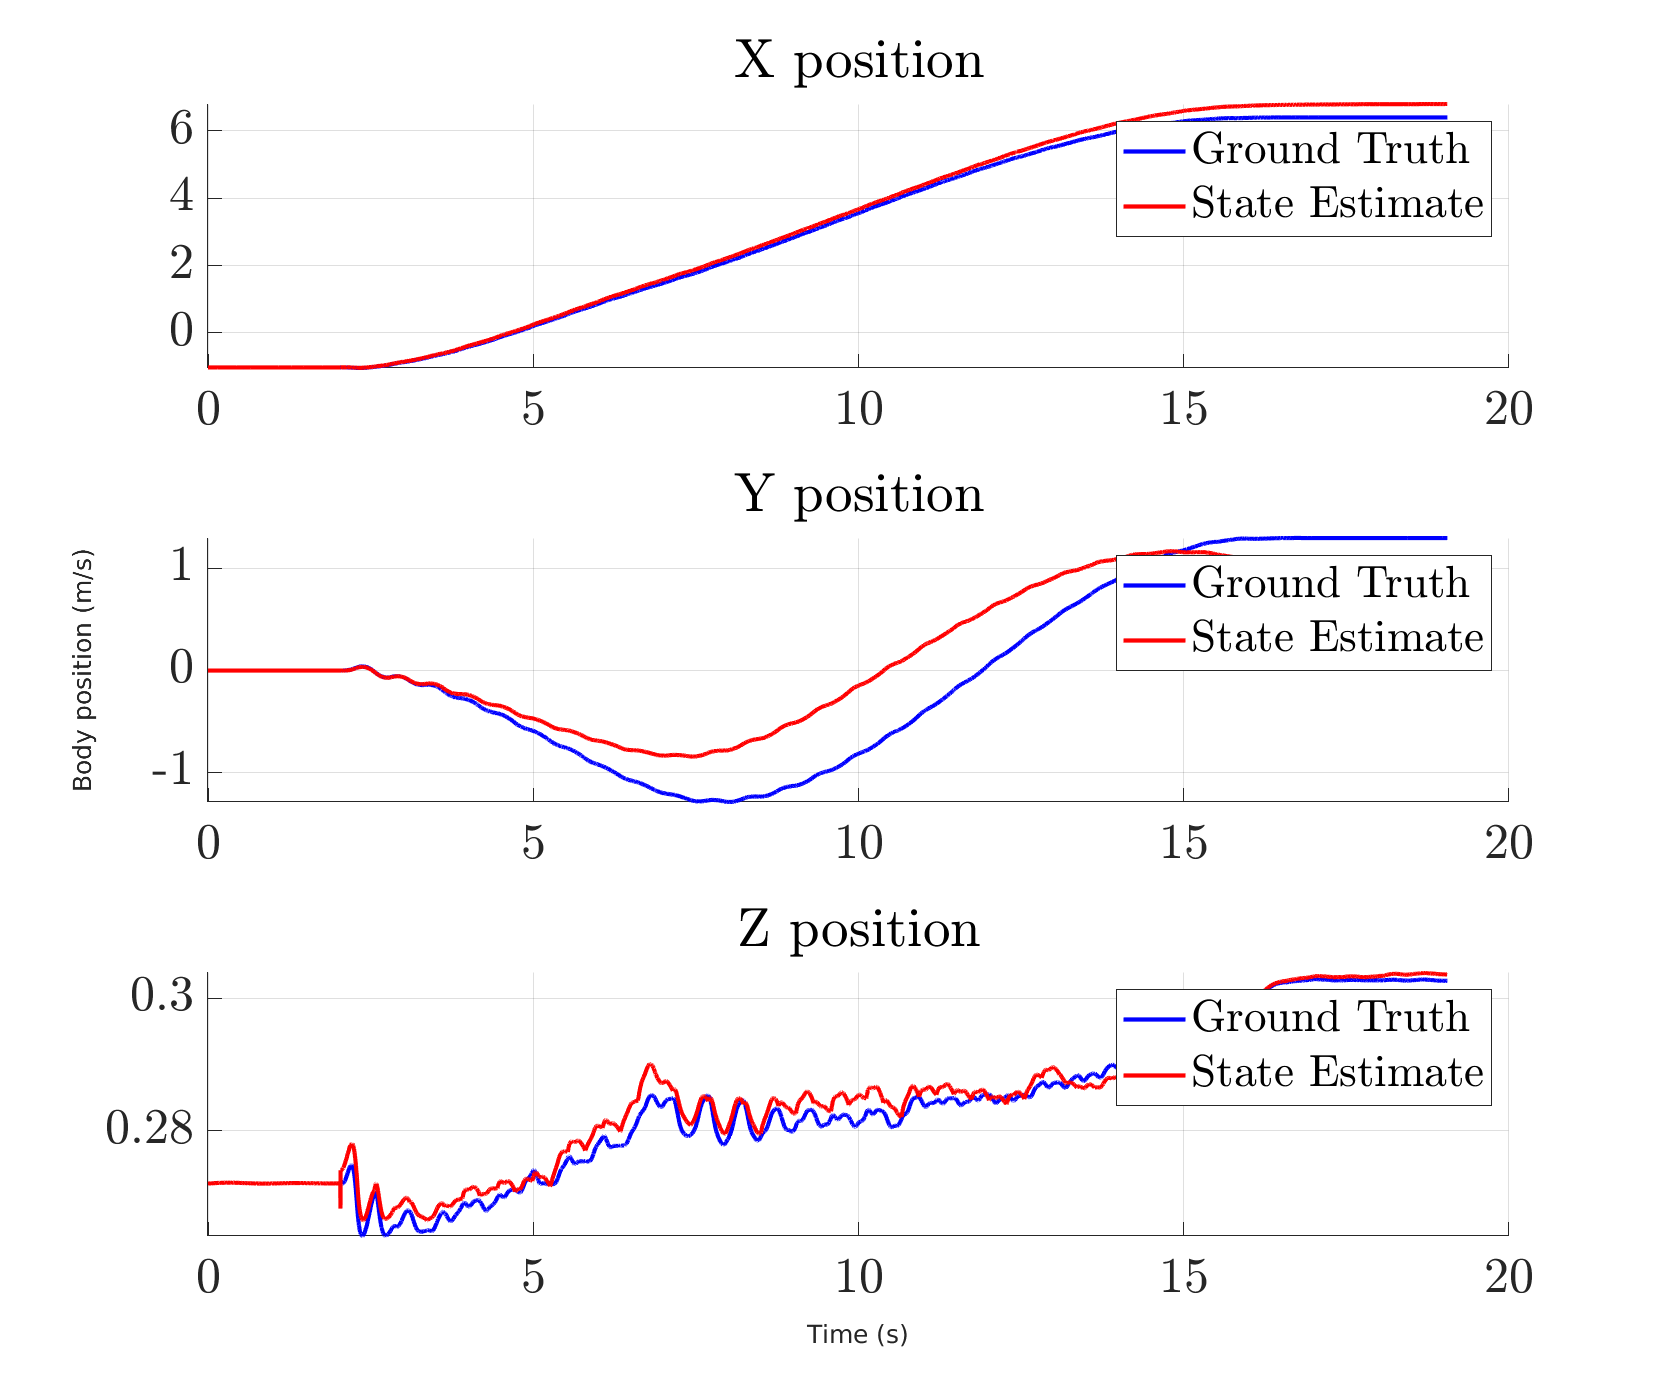 X position
6
4
2
0
0 5 10 15 20
Ground Truth
State Estimate
Y position
Body position (m/s)
1
0
-1
0 5 10 15 20
Ground Truth
State Estimate
Z position
0.3
0.28
0 5 10 15 20
Ground Truth
State Estimate
Time (s)